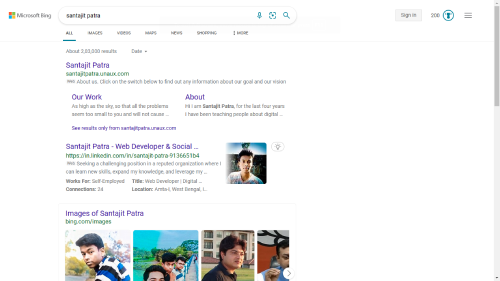 Microsoft Bing
santajit patra
Sign in
200
ALL IMAGES VIDEOS MAPS NEWS SHOPPING MORE
About 3,05,000 results Date
Santajit Patra
santajitpatra.unaux.com
Web About us. Click on the switch below to find out any information about our goal and our vision
Our Work
As high as the sky, so that all the problems
seem too small to you and will not cause ...
About
Hi I am Santajit Patra, for the last four years
I have been teaching people about digital ...
See results only from santajitpatra.unaux.com
Santajit Patra - Web Developer & Social ...
https://in.linkedin.com/in/santajit-patra-9136651b4
Web Seeking a challenging position in a reputed organization where I
can learn new skills, expand my knowledge, and leverage my ...
Works For: Self-Employed Title: Web Developer | Digital ...
Connections: 24 Location: Amta-I, West Bengal, I...
Images of Santajit Patra
bing.com/images